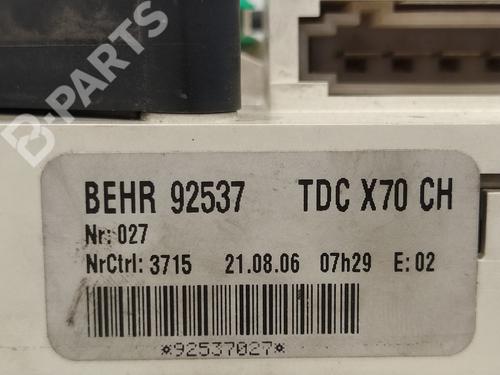 B-PARTS
BEHR 92537 TDC X70 CH
Nr: 027
NrCtrl: 3715 21.08.06 07h29 E: 02
*92537027*